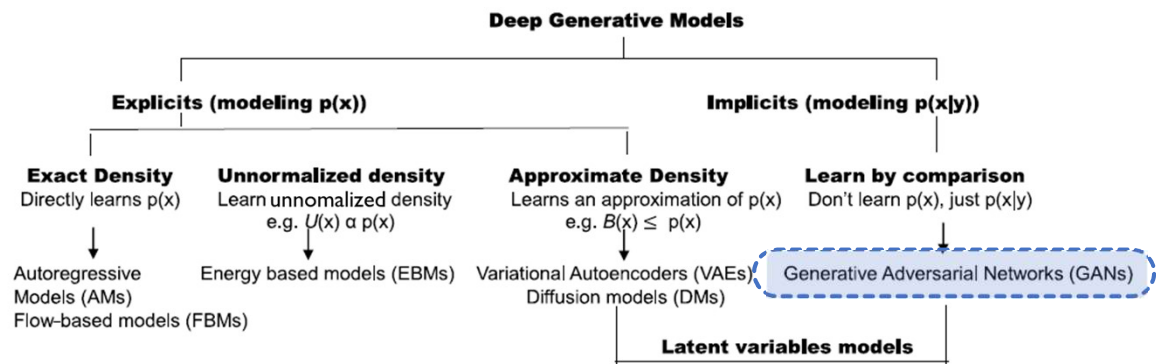 Deep Generative Models
Explicits (modeling p(x))
Implicits (modeling p(x|y))
Exact Density
Directly learns p(x)
Autoregressive
Models (AMs)
Flow-based models (FBMs)
Unnormalized density
Learn unnomalized density
e.g. U(x) α p(x)
Energy based models (EBMs)
Approximate Density
Learns an approximation of p(x)
e.g. B(x) ≤ p(x)
Variational Autoencoders (VAEs)
Diffusion models (DMs)
Learn by comparison
Don't learn p(x), just p(x|y)
Generative Adversarial Networks (GANs)
Latent variables models